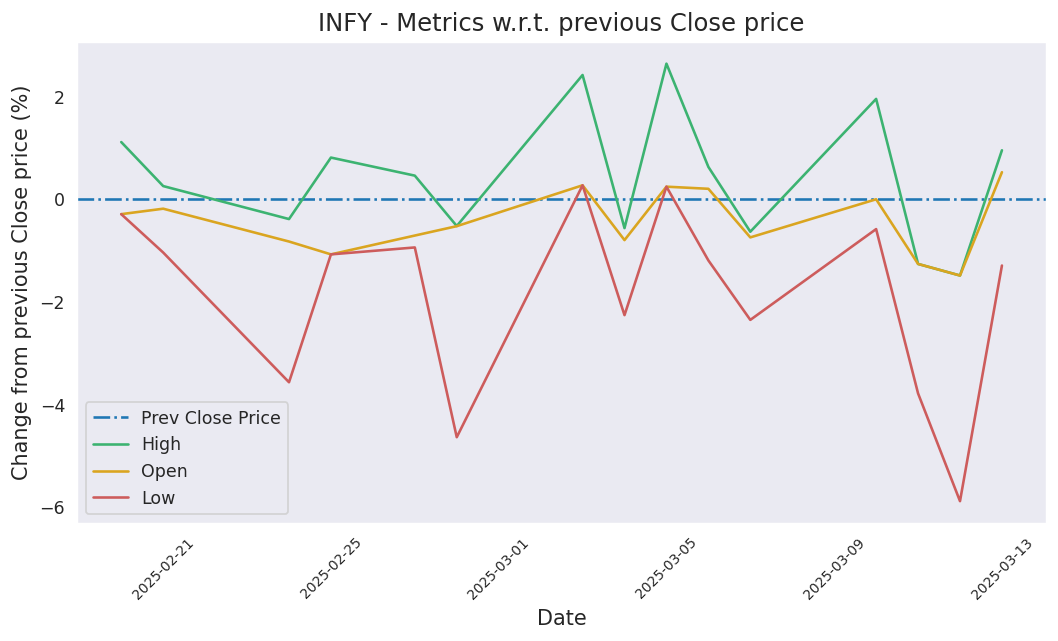 INFY - Metrics w.r.t. previous Close price
Change from previous Close price (%)
2
0
−2
−4
−6
Prev Close Price
High
Open
Low
2025-02-21
2025-02-25
2025-03-01
2025-03-05
2025-03-09
2025-03-13
Date